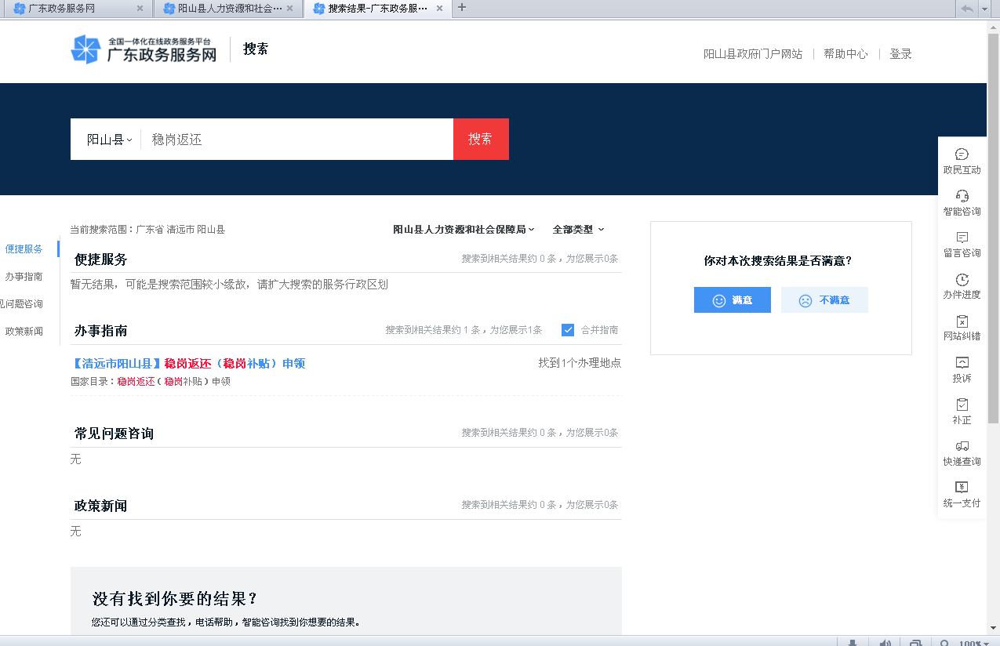 广东政务服务网
阳山县人力资源和社会…
搜索结果-广东政务服…
全国一体化在线政务服务平台
广东政务服务网
搜索
阳山县政府门户网站
帮助中心
登录
阳山县
稳岗返还
搜索
政民互动
智能咨询
留言咨询
办件进度
网站纠错
投诉
补正
快递查询
统一支付
便捷服务
办事指南
见问题咨询
政策新闻
当前搜索范围：广东省 清远市 阳山县
阳山县人力资源和社会保障局
全部类型
便捷服务
搜索到相关结果约 0 条，为您展示0条
暂无结果，可能是搜索范围较小缘故，请扩大搜索的服务行政区划
办事指南
搜索到相关结果约 1 条，为您展示1条
合并指南
【清远市阳山县】稳岗返还（稳岗补贴）申领
找到1个办理地点
国家目录：稳岗返还（稳岗补贴）申领
常见问题咨询
搜索到相关结果约 0 条，为您展示0条
无
政策新闻
搜索到相关结果约 0 条，为您展示0条
无
你对本次搜索结果是否满意？
满意
不满意
没有找到你要的结果？
您还可以通过分类查找，电话帮助，智能咨询找到你想要的结果。
100%